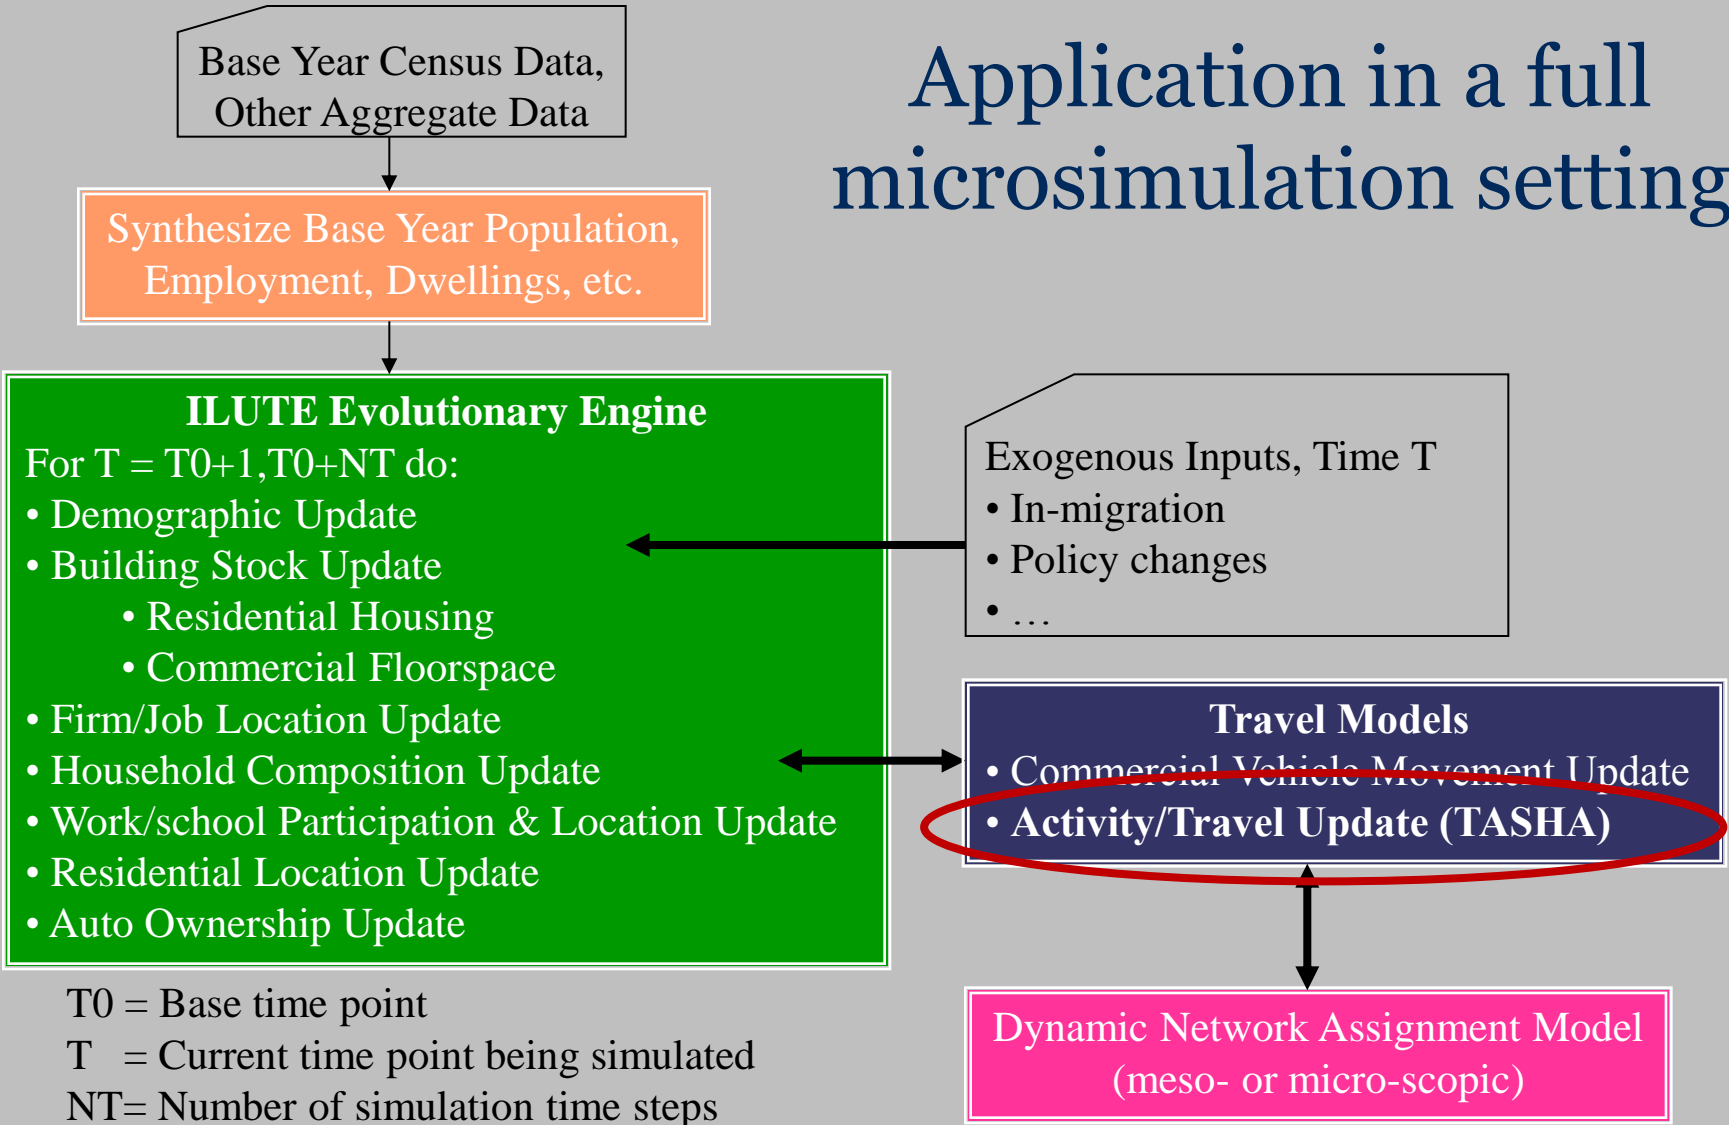 Application in a full
microsimulation setting
Base Year Census Data,
Other Aggregate Data
Synthesize Base Year Population,
Employment, Dwellings, etc.
ILUTE Evolutionary Engine
For T = T0+1,T0+NT do:
• Demographic Update
• Building Stock Update
• Residential Housing
• Commercial Floorspace
• Firm/Job Location Update
• Household Composition Update
• Work/school Participation & Location Update
• Residential Location Update
• Auto Ownership Update
Exogenous Inputs, Time T
• In-migration
• Policy changes
• …
Travel Models
• Commercial Vehicle Movement Update
• Activity/Travel Update (TASHA)
Dynamic Network Assignment Model
(meso- or micro-scopic)
T0 = Base time point
T = Current time point being simulated
NT= Number of simulation time steps